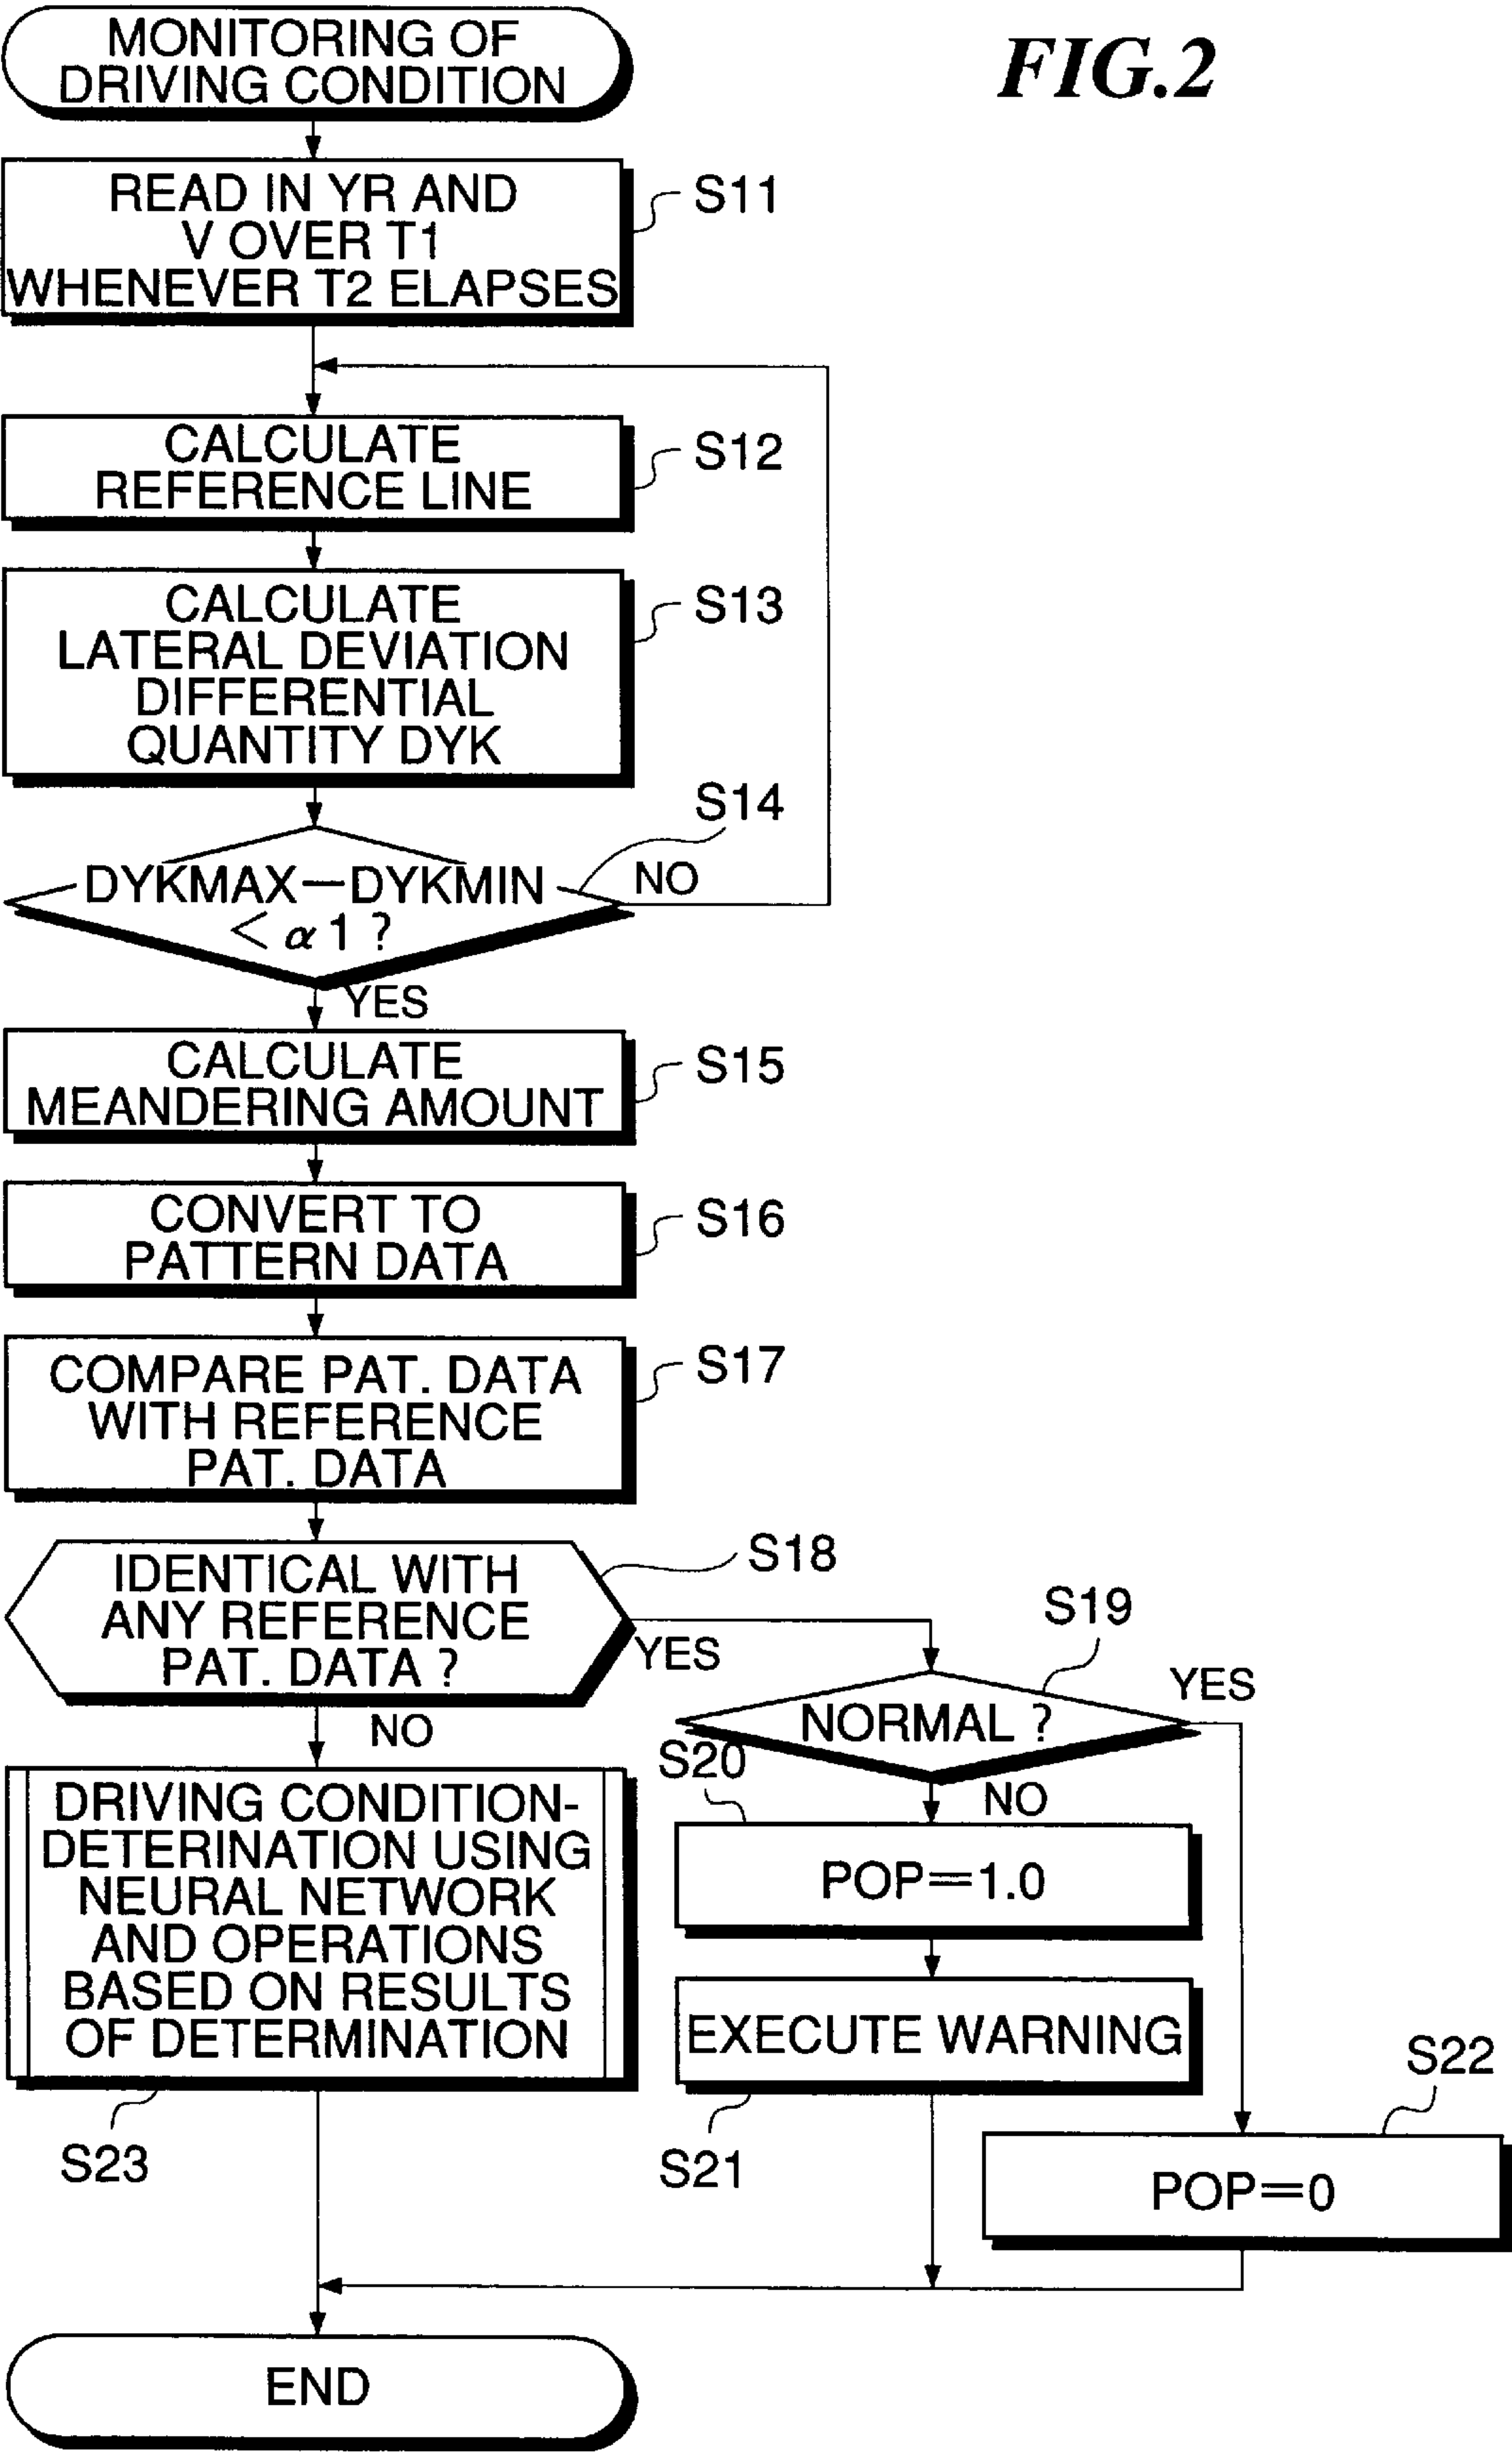 FIG.2
MONITORING OF
DRIVING CONDITION
READ IN YR AND
V OVER T1
WHENEVER T2 ELAPSES
S11
CALCULATE
REFERENCE LINE
S12
CALCULATE
LATERAL DEVIATION
DIFFERENTIAL
QUANTITY DYK
S13
S14
DYKMAX—DYKMIN
< α1 ?
NO
YES
CALCULATE
MEANDERING AMOUNT
S15
CONVERT TO
PATTERN DATA
S16
COMPARE PAT. DATA
WITH REFERENCE
PAT. DATA
S17
IDENTICAL WITH
ANY REFERENCE
PAT. DATA ?
S18
YES
NO
S19
NORMAL ?
YES
NO
S20
POP=1.0
EXECUTE WARNING
S21
S22
POP=0
DRIVING CONDITION-
DETERINATION USING
NEURAL NETWORK
AND OPERATIONS
BASED ON RESULTS
OF DETERMINATION
S23
END